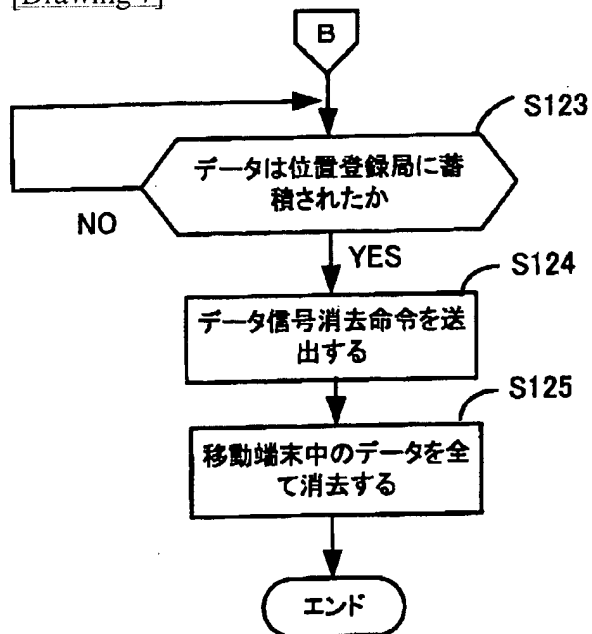 [Drawing 7]
B
S123
データは位置登録局に蓄
積されたか
NO
YES
S124
データ信号消去命令を送
出する
S125
移動端末中のデータを全
て消去する
エンド